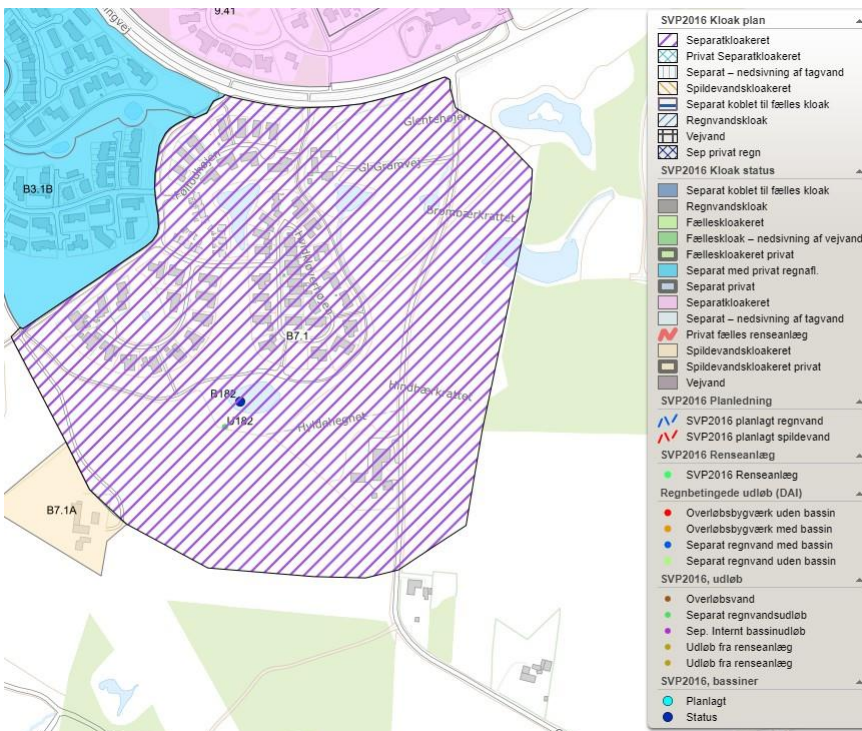 9.41
ngvej
Glentehøjen
Gl Gramvej
Brombærkrattet
B3.1B
B7.1
B182
U182
Hindbærkrattet
Hyldehegnet
B7.1A
SVP2016 Kloak plan
Separatkloakeret
Privat Separatkloakeret
Separat – nedsivning af tagvand
Spildevandskloakeret
Separat koblet til fælles kloak
Regnvandskloak
Vejvand
Sep privat regn
SVP2016 Kloak status
Separat koblet til fælles kloak
Regnvandskloak
Fælleskloakeret
Fælleskloak – nedsivning af vejvand
Fælleskloakeret privat
Separat med privat regnafl.
Separat privat
Separatkloakeret
Separat – nedsivning af tagvand
Privat fælles renseanlæg
Spildevandskloakeret
Spildevandskloakeret privat
Vejvand
SVP2016 Planledning
SVP2016 planlagt regnvand
SVP2016 planlagt spildevand
SVP2016 Renseanlæg
SVP2016 Renseanlæg
Regnbetingede udløb (DAI)
Overløbsbygværk uden bassin
Overløbsbygværk med bassin
Separat regnvand med bassin
Separat regnvand uden bassin
SVP2016, udløb
Overløbsvand
Separat regnvandsudløb
Sep. Internt bassinudløb
Udløb fra renseanlæg
Udløb fra renseanlæg
SVP2016, bassiner
Planlagt
Status